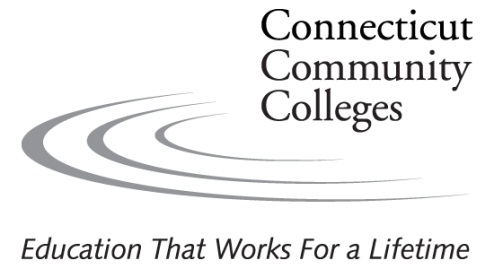 Connecticut
Community
Colleges
Education That Works For a Lifetime